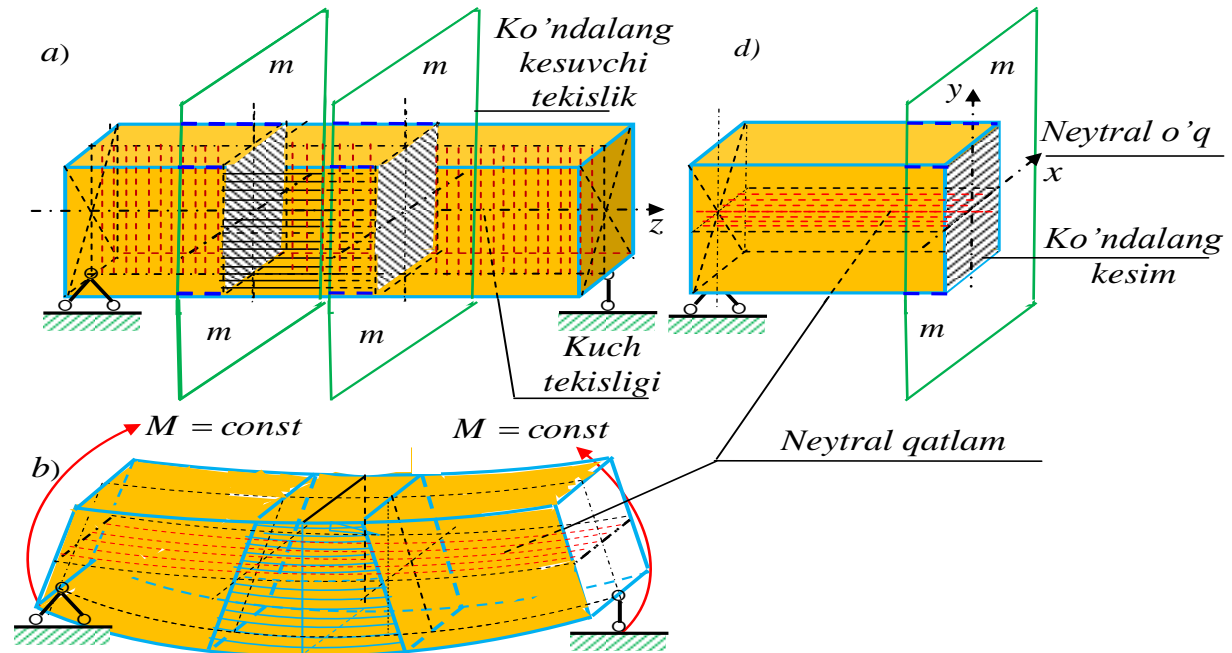 a)
m
m
Ko'ndalang
kesuvchi
tekislik
d)
m
y
Neytral o'q
x
z
Ko'ndalang
kesim
m
m
m
Kuch
tekisligi
M = const
M = const
b)
Neytral qatlam